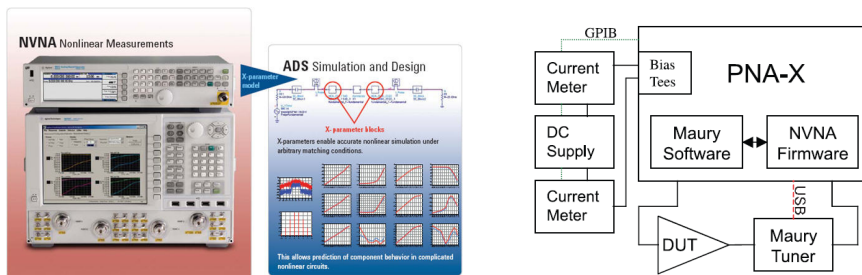 NVNA Nonlinear Measurements
X-parameter
model
ADS Simulation and Design
X-parameter blocks
X-parameters enable accurate nonlinear simulation under
arbitrary matching conditions.
This allows prediction of component behavior in complicated
nonlinear circuits.
GPIB
Current
Meter
DC
Supply
Current
Meter
Bias
Tees
PNA-X
Maury
Software
NVNA
Firmware
USB
DUT
Maury
Tuner